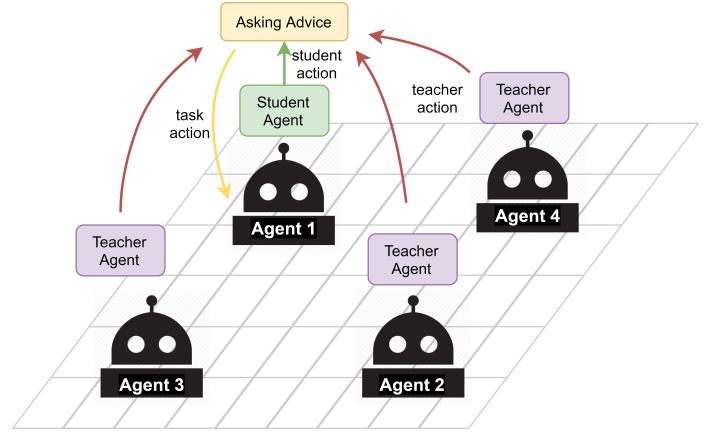 Asking Advice
student
action
task
action
Student
Agent
teacher
action
Teacher
Agent
Agent 1
Agent 4
Teacher
Agent
Teacher
Agent
Agent 3
Agent 2